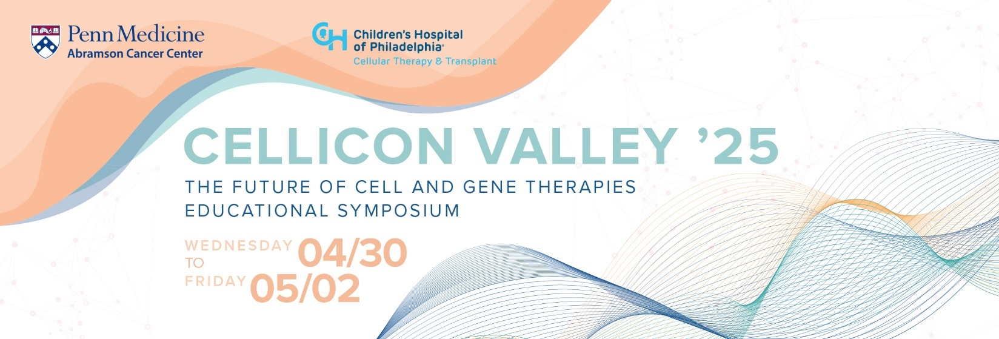 Penn Medicine
Abramson Cancer Center
CH
Children's Hospital
of Philadelphia®
Cellular Therapy & Transplant
CELLICON VALLEY ’25
THE FUTURE OF CELL AND GENE THERAPIES
EDUCATIONAL SYMPOSIUM
WEDNESDAY 04/30
TO
FRIDAY 05/02